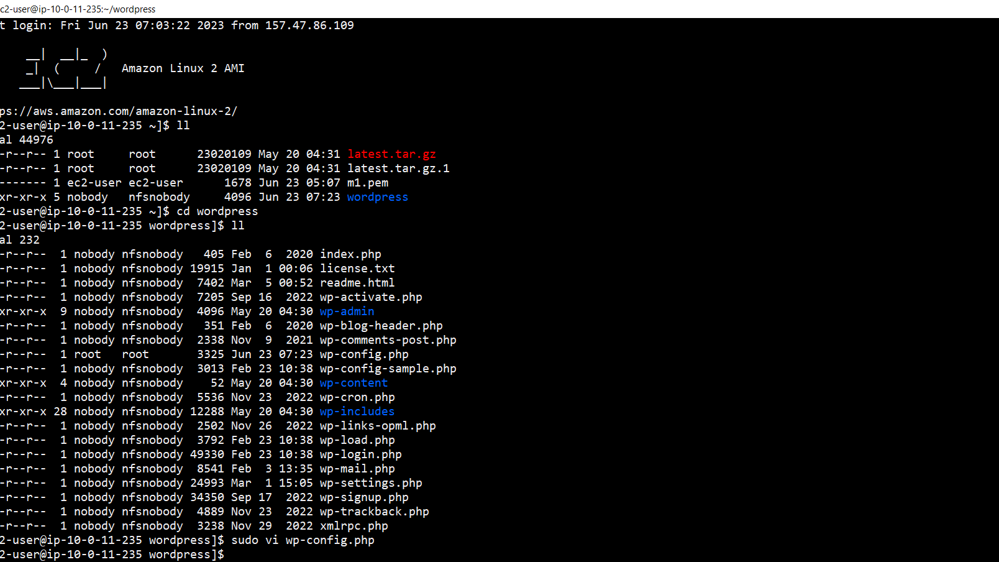 c2-user@ip-10-0-11-235:~/wordpress
t login: Fri Jun 23 07:03:22 2023 from 157.47.86.109
__|  __|_  )
_|  (     /   Amazon Linux 2 AMI
___|\___|___|
ps://aws.amazon.com/amazon-linux-2/
2-user@ip-10-0-11-235 ~]$ ll
al 44976
-r--r-- 1 root     root      23020109 May 20 04:31 latest.tar.gz
-r--r-- 1 root     root      23020109 May 20 04:31 latest.tar.gz.1
------- 1 ec2-user ec2-user      1678 Jun 23 05:07 m1.pem
xr-xr-x 5 nobody   nfsnobody     4096 Jun 23 07:23 wordpress
2-user@ip-10-0-11-235 ~]$ cd wordpress
2-user@ip-10-0-11-235 wordpress]$ ll
al 232
-r--r--  1 nobody nfsnobody   405 Feb  6  2020 index.php
-r--r--  1 nobody nfsnobody 19915 Jan  1 00:06 license.txt
-r--r--  1 nobody nfsnobody  7402 Mar  5 00:52 readme.html
-r--r--  1 nobody nfsnobody  7205 Sep 16  2022 wp-activate.php
xr-xr-x  9 nobody nfsnobody  4096 May 20 04:30 wp-admin
-r--r--  1 nobody nfsnobody   351 Feb  6  2020 wp-blog-header.php
-r--r--  1 nobody nfsnobody  2338 Nov  9  2021 wp-comments-post.php
-r--r--  1 root   root       3325 Jun 23 07:23 wp-config.php
-r--r--  1 nobody nfsnobody  3013 Feb 23 10:38 wp-config-sample.php
xr-xr-x  4 nobody nfsnobody    52 May 20 04:30 wp-content
-r--r--  1 nobody nfsnobody  5536 Nov 23  2022 wp-cron.php
xr-xr-x 28 nobody nfsnobody 12288 May 20 04:30 wp-includes
-r--r--  1 nobody nfsnobody  2502 Nov 26  2022 wp-links-opml.php
-r--r--  1 nobody nfsnobody  3792 Feb 23 10:38 wp-load.php
-r--r--  1 nobody nfsnobody 49330 Feb 23 10:38 wp-login.php
-r--r--  1 nobody nfsnobody  8541 Feb  3 13:35 wp-mail.php
-r--r--  1 nobody nfsnobody 24993 Mar  1 15:05 wp-settings.php
-r--r--  1 nobody nfsnobody 34350 Sep 17  2022 wp-signup.php
-r--r--  1 nobody nfsnobody  4889 Nov 23  2022 wp-trackback.php
-r--r--  1 nobody nfsnobody  3238 Nov 29  2022 xmlrpc.php
2-user@ip-10-0-11-235 wordpress]$ sudo vi wp-config.php
2-user@ip-10-0-11-235 wordpress]$